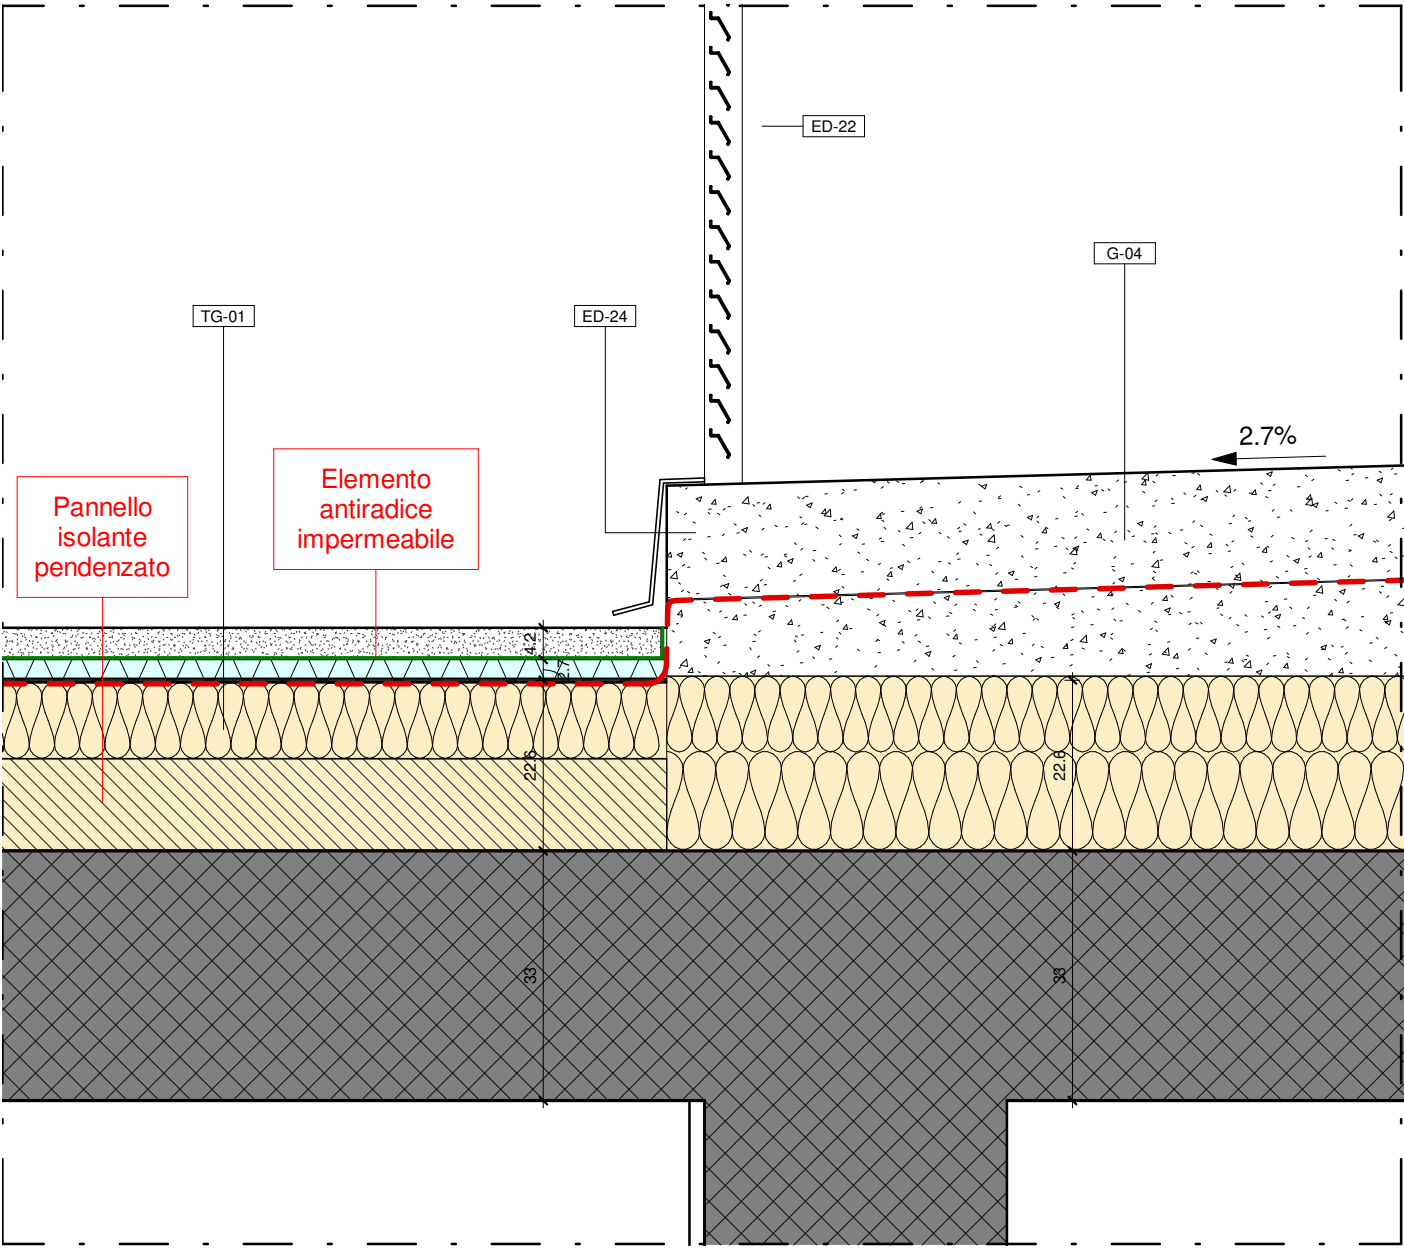 ED-22
G-04
TG-01
ED-24
2.7%
Elemento
antiradice
impermeabile
Pannello
isolante
pendenzato
4.2
2.7
22.6
22.6
33
33